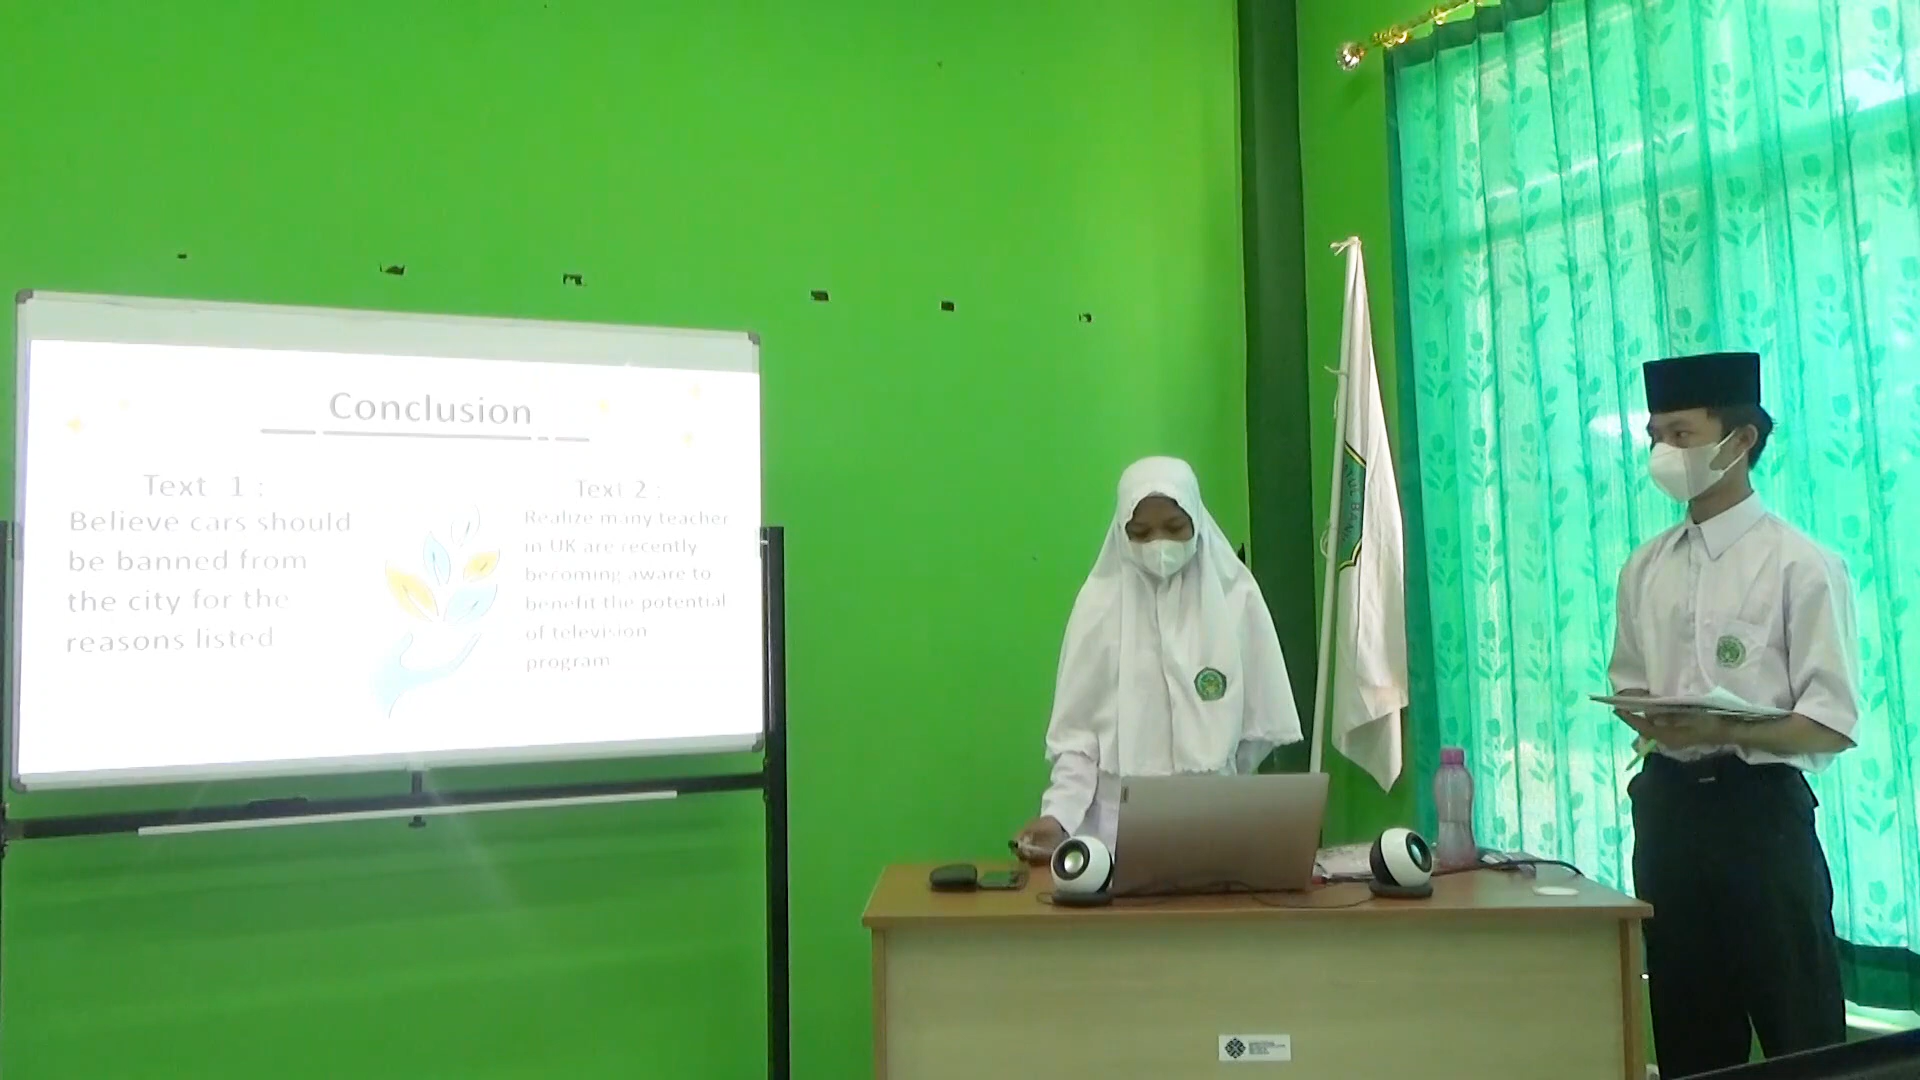 Conclusion
Text 1 :
Believe cars should
be banned from
the city for the
reasons listed
Text 2 :
Realize many teacher
in UK are recently
becoming aware to
benefit the potential
of television
program